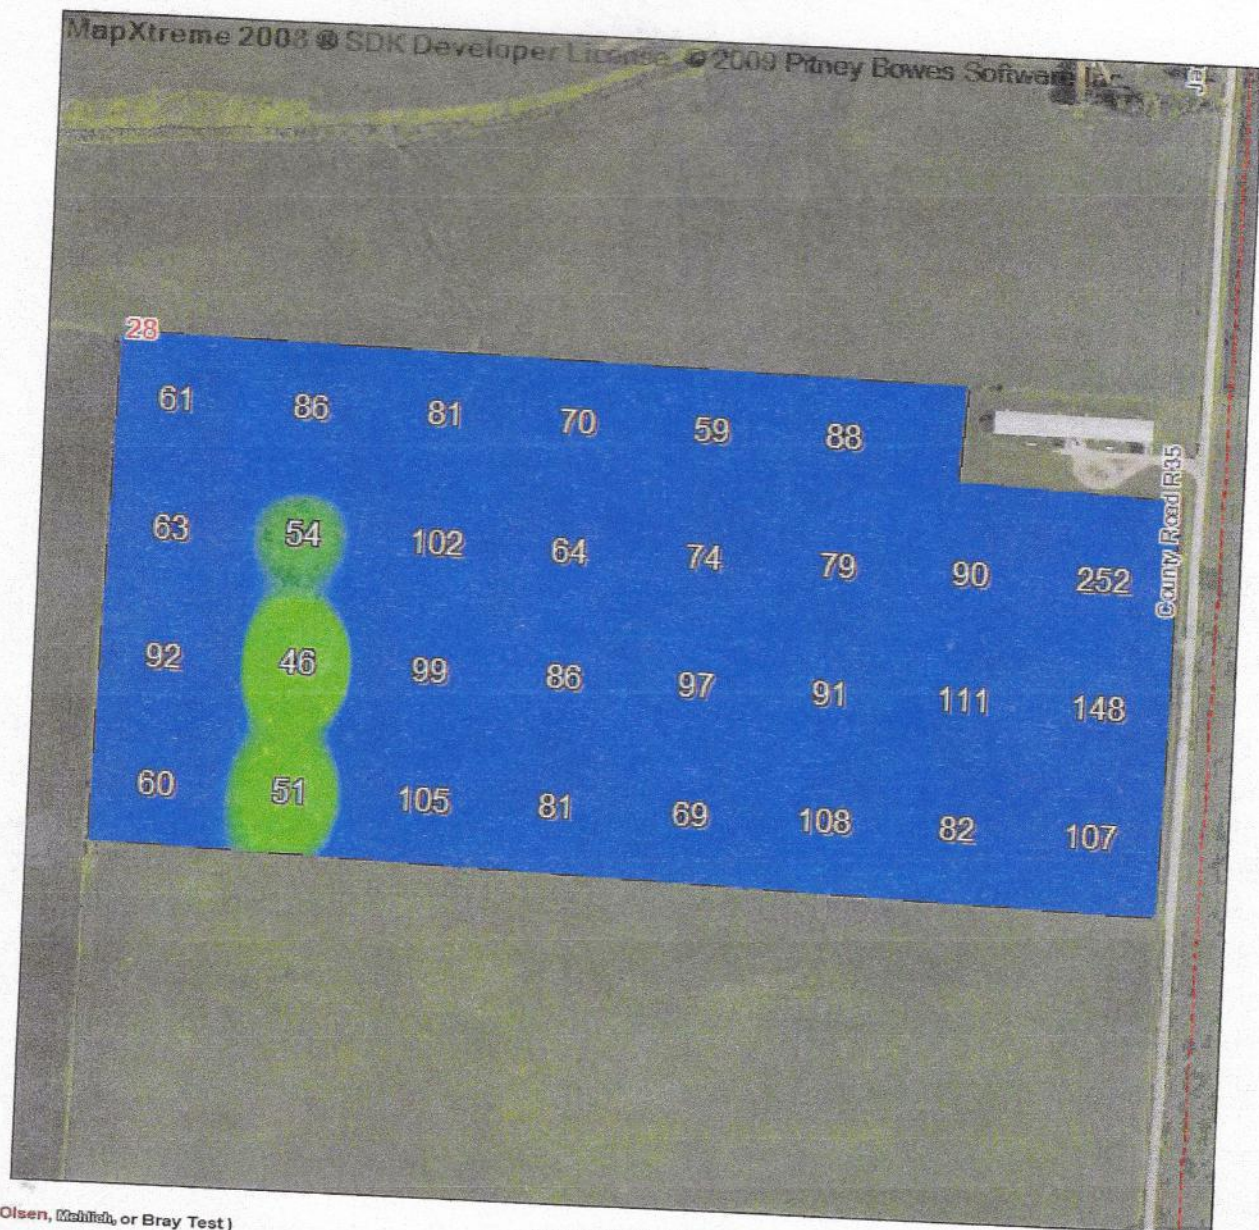 MapXtreme 2008 ® SDK Developer License. © 2009 Pitney Bowes Software Inc.
28
61 86 81 70 59 88
63 54 102 64 74 79 90 252
92 46 99 86 97 91 111 148
60 51 105 81 69 108 82 107
County Road R35
Olsen, Mehlich, or Bray Test)